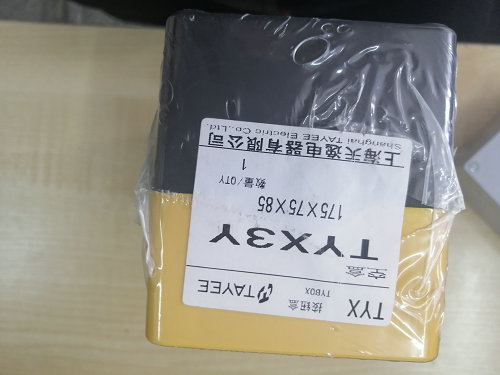 TYX 按钮盒 TAYEE
TYBOX
空盒
TYX3Y
175X75X85
数量/QTY 1
上海天逸电器有限公司
Shanghai TAYEE Electric Co.,Ltd.